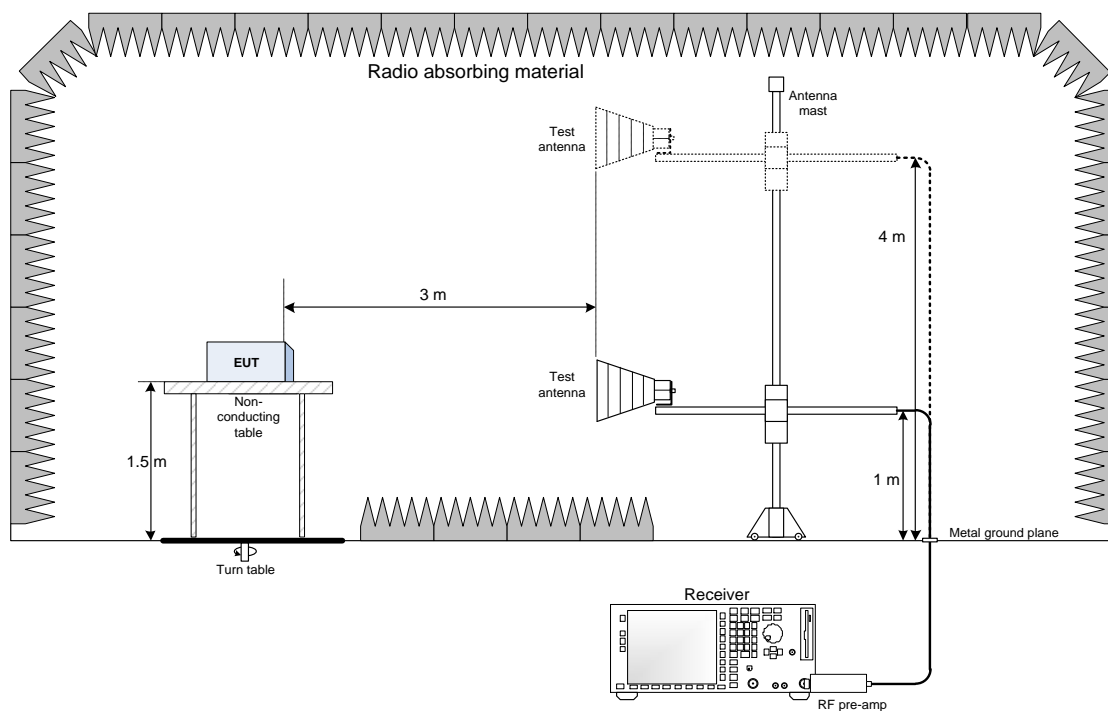 Radio absorbing material
Antenna
mast
Test
antenna
4 m
3 m
EUT
Test
antenna
Non-
conducting
table
1.5 m
1 m
Metal ground plane
Turn table
Receiver
RF pre-amp